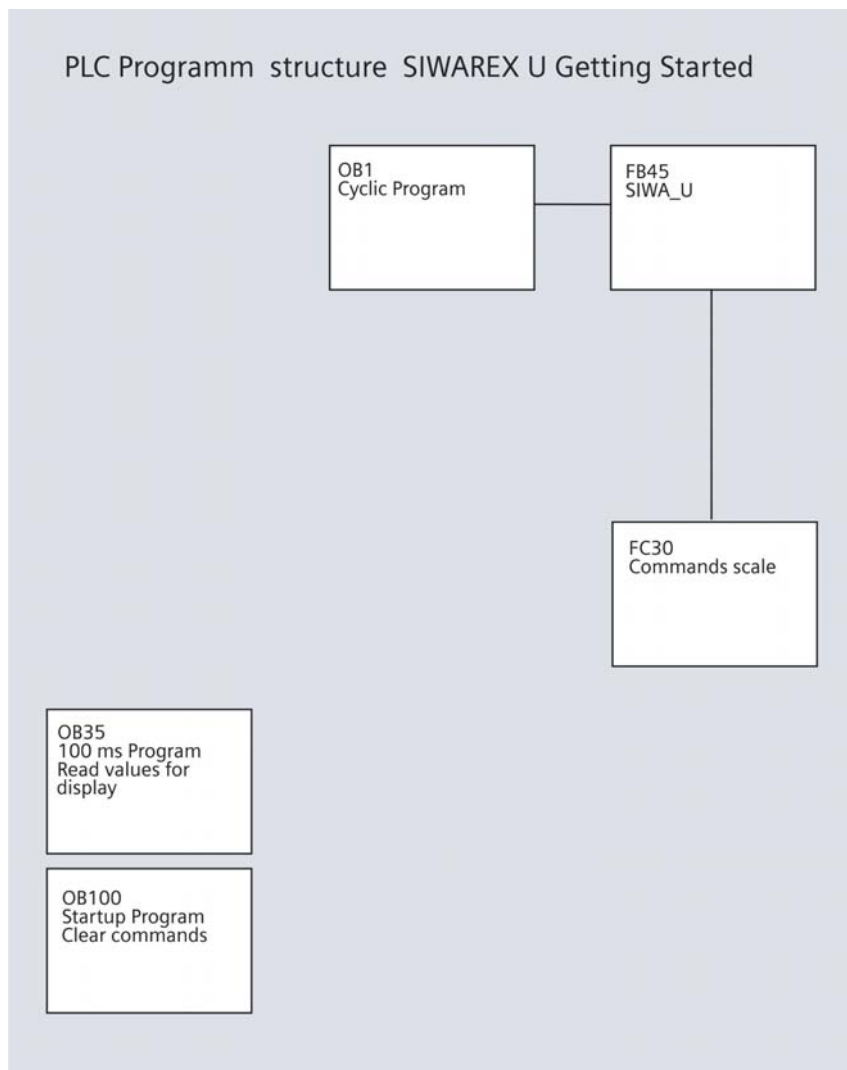 PLC Programm structure SIWAREX U Getting Started
OB1
Cyclic Program
FB45
SIWA_U
FC30
Commands scale
OB35
100 ms Program
Read values for
display
OB100
Startup Program
Clear commands